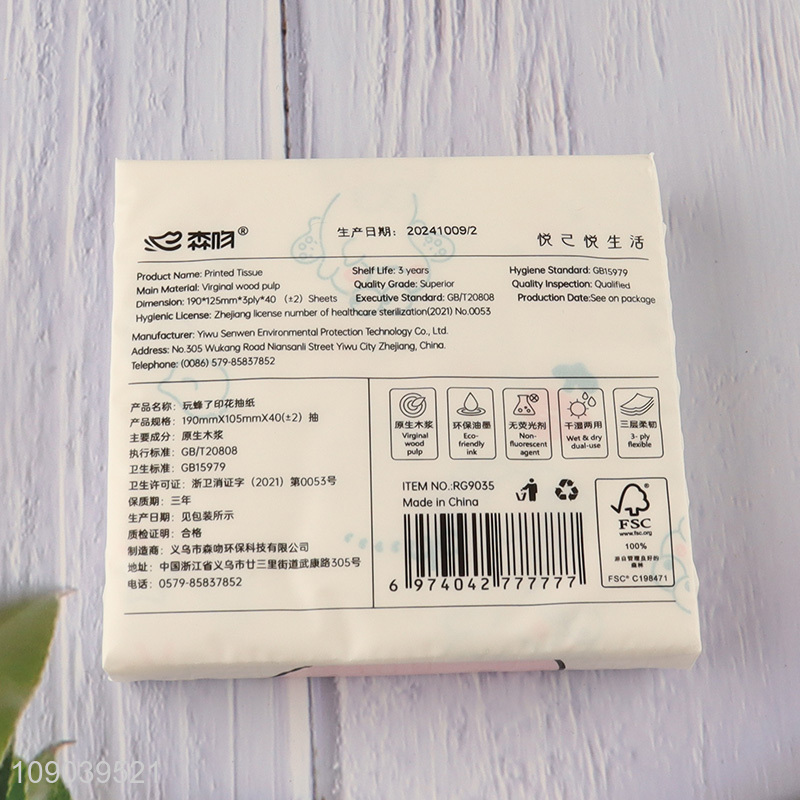 森吻®
生产日期: 20241009/2
悦己悦生活
Product Name: Printed Tissue
Main Material: Virginal wood pulp
Dimension: 190*125mm*3ply*40 (±2) Sheets
Hygienic License: Zhejiang license number of healthcare sterilization(2021) No.0053
Shelf Life: 3 years
Quality Grade: Superior
Executive Standard: GB/T20808
Hygiene Standard: GB15979
Quality Inspection: Qualified
Production Date:See on package
Manufacturer: Yiwu Senwen Environmental Protection Technology Co., Ltd.
Address: No.305 Wukang Road Niansanli Street Yiwu City Zhejiang, China.
Telephone: (0086) 579-85837852
产品名称: 玩蜂了印花抽纸
产品规格: 190mmX105mmX40(±2) 抽
主要成分: 原生木浆
执行标准: GB/T20808
卫生标准: GB15979
卫生许可证: 浙卫消证字 (2021) 第0053号
保质期: 三年
生产日期: 见包装所示
质检证明: 合格
制造商: 义乌市森吻环保科技有限公司
地址: 中国浙江省义乌市廿三里街道武康路305号
电话: 0579-85837852
原生木浆
Virginal
wood
pulp
环保油墨
Eco-
friendly
ink
无荧光剂
Non-
fluorescent
agent
干湿两用
Wet & dry
dual-use
三层柔韧
3- ply
flexible
ITEM NO.:RG9035
Made in China
6 974042 777777
FSC
www.fsc.org
100%
源自管理良好的
森林
FSC® C198471
109039521